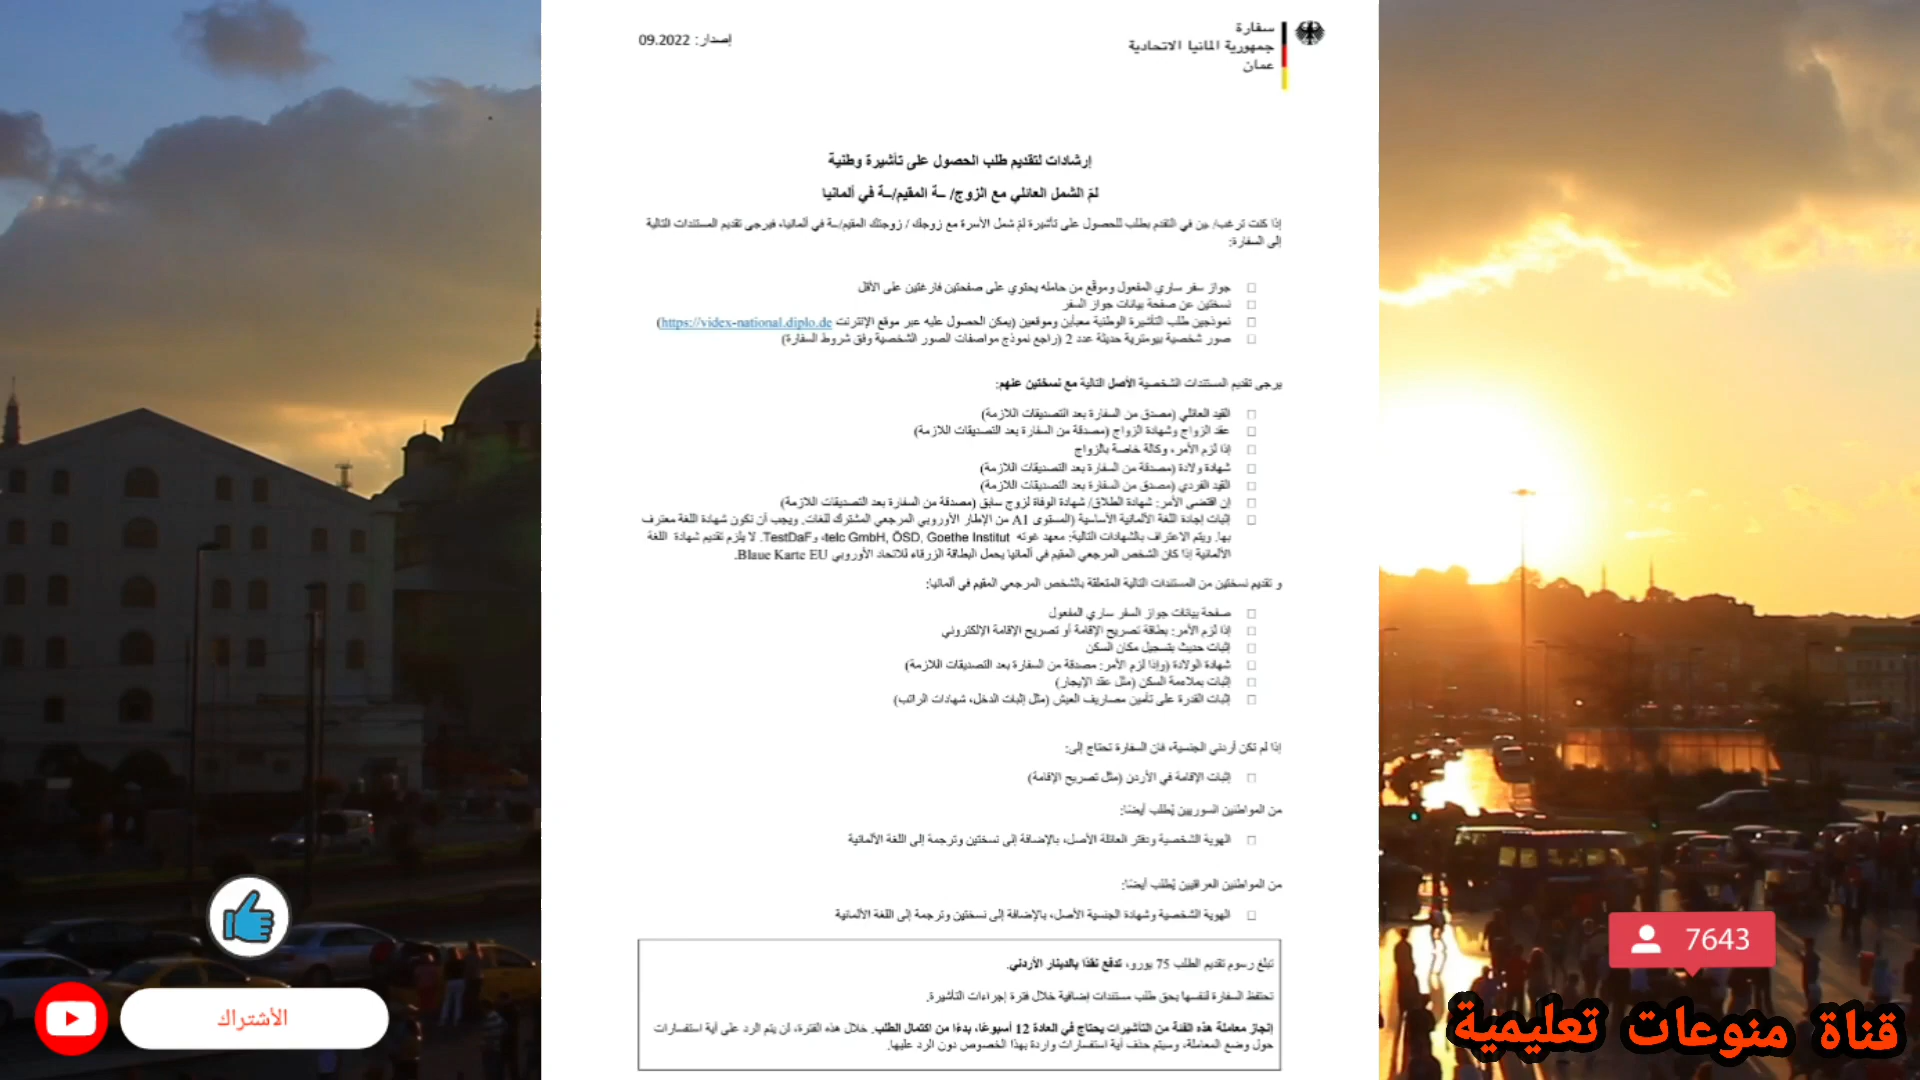 سفارة
جمهورية المانيا الاتحادية
عمان
إصدار: 09.2022
إرشادات لتقديم طلب الحصول على تأشيرة وطنية
لمّ الشمل العائلي مع الزوج/ ـة المقيم/ـة في ألمانيا
إذا كنت ترغب/ ين في التقدم بطلب للحصول على تأشيرة لمّ شمل الأسرة مع زوجك / زوجتك المقيم/ـة في ألمانيا، فيرجى تقديم المستندات التالية
إلى السفارة:
□ جواز سفر ساري المفعول وموقّع من حامله يحتوي على صفحتين فارغتين على الأقل
□ نسختين عن صفحة بيانات جواز السفر
□ نموذجين طلب التأشيرة الوطنية معبأين وموقعين (يمكن الحصول عليه عبر موقع الإنترنت https://videx-national.diplo.de)
□ صور شخصية بيومترية حديثة عدد 2 (راجع نموذج مواصفات الصور الشخصية وفق شروط السفارة)
يرجى تقديم المستندات الشخصية الأصل التالية مع نسختين عنهم:
□ القيد العائلي (مصدق من السفارة بعد التصديقات اللازمة)
□ عقد الزواج وشهادة الزواج (مصدقة من السفارة بعد التصديقات اللازمة)
□ إذا لزم الأمر، وكالة خاصة بالزواج
□ شهادة ولادة (مصدقة من السفارة بعد التصديقات اللازمة)
□ القيد الفردي (مصدق من السفارة بعد التصديقات اللازمة)
□ إن اقتضى الأمر: شهادة الطلاق/ شهادة الوفاة لزوج سابق (مصدقة من السفارة بعد التصديقات اللازمة)
□ إثبات إجادة اللغة الألمانية الأساسية (المستوى A1 من الإطار الأوروبي المرجعي المشترك للغات. ويجب أن تكون شهادة اللغة معترف
بها. ويتم الاعتراف بالشهادات التالية: معهد غوته telc GmbH, ÖSD, Goethe Institut، وTestDaF. لا يلزم تقديم شهادة اللغة
الألمانية إذا كان الشخص المرجعي المقيم في ألمانيا يحمل البطاقة الزرقاء للاتحاد الأوروبي Blaue Karte EU.
و تقديم نسختين من المستندات التالية المتعلقة بالشخص المرجعي المقيم في ألمانيا:
□ صفحة بيانات جواز السفر ساري المفعول
□ إذا لزم الأمر: بطاقة تصريح الإقامة أو تصريح الإقامة الإلكتروني
□ إثبات حديث بتسجيل مكان السكن
□ شهادة الولادة (وإذا لزم الأمر: مصدقة من السفارة بعد التصديقات اللازمة)
□ إثبات بملاءمة السكن (مثل عقد الإيجار)
□ إثبات القدرة على تأمين مصاريف العيش (مثل إثبات الدخل، شهادات الراتب)
إذا لم تكن أردني الجنسية، فان السفارة تحتاج إلى:
□ إثبات الإقامة في الأردن (مثل تصريح الإقامة)
من المواطنين السوريين يُطلب أيضًا:
□ الهوية الشخصية ودفتر العائلة الأصل، بالإضافة إلى نسختين وترجمة إلى اللغة الألمانية
من المواطنين العراقيين يُطلب أيضًا:
□ الهوية الشخصية وشهادة الجنسية الأصل، بالإضافة إلى نسختين وترجمة إلى اللغة الألمانية
تبلغ رسوم تقديم الطلب 75 يورو، تدفع نقدًا بالدينار الأردني.
تحتفظ السفارة لنفسها بحق طلب مستندات إضافية خلال فترة إجراءات التأشيرة.
إنجاز معاملة هذه الفئة من التأشيرات يحتاج في العادة 12 أسبوعًا، بدءًا من اكتمال الطلب. خلال هذه الفترة، لن يتم الرد على أية استفسارات
حول وضع المعاملة، وسيتم حذف أية استفسارات واردة بهذا الخصوص دون الرد عليها.
الأشتراك
7643
قناة منوعات تعليمية